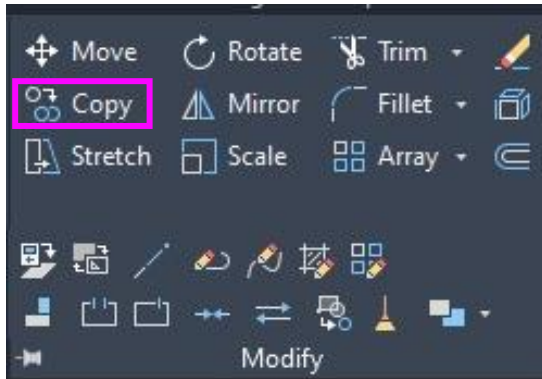 Move Rotate Trim
Copy Mirror Fillet
Stretch Scale Array
Modify